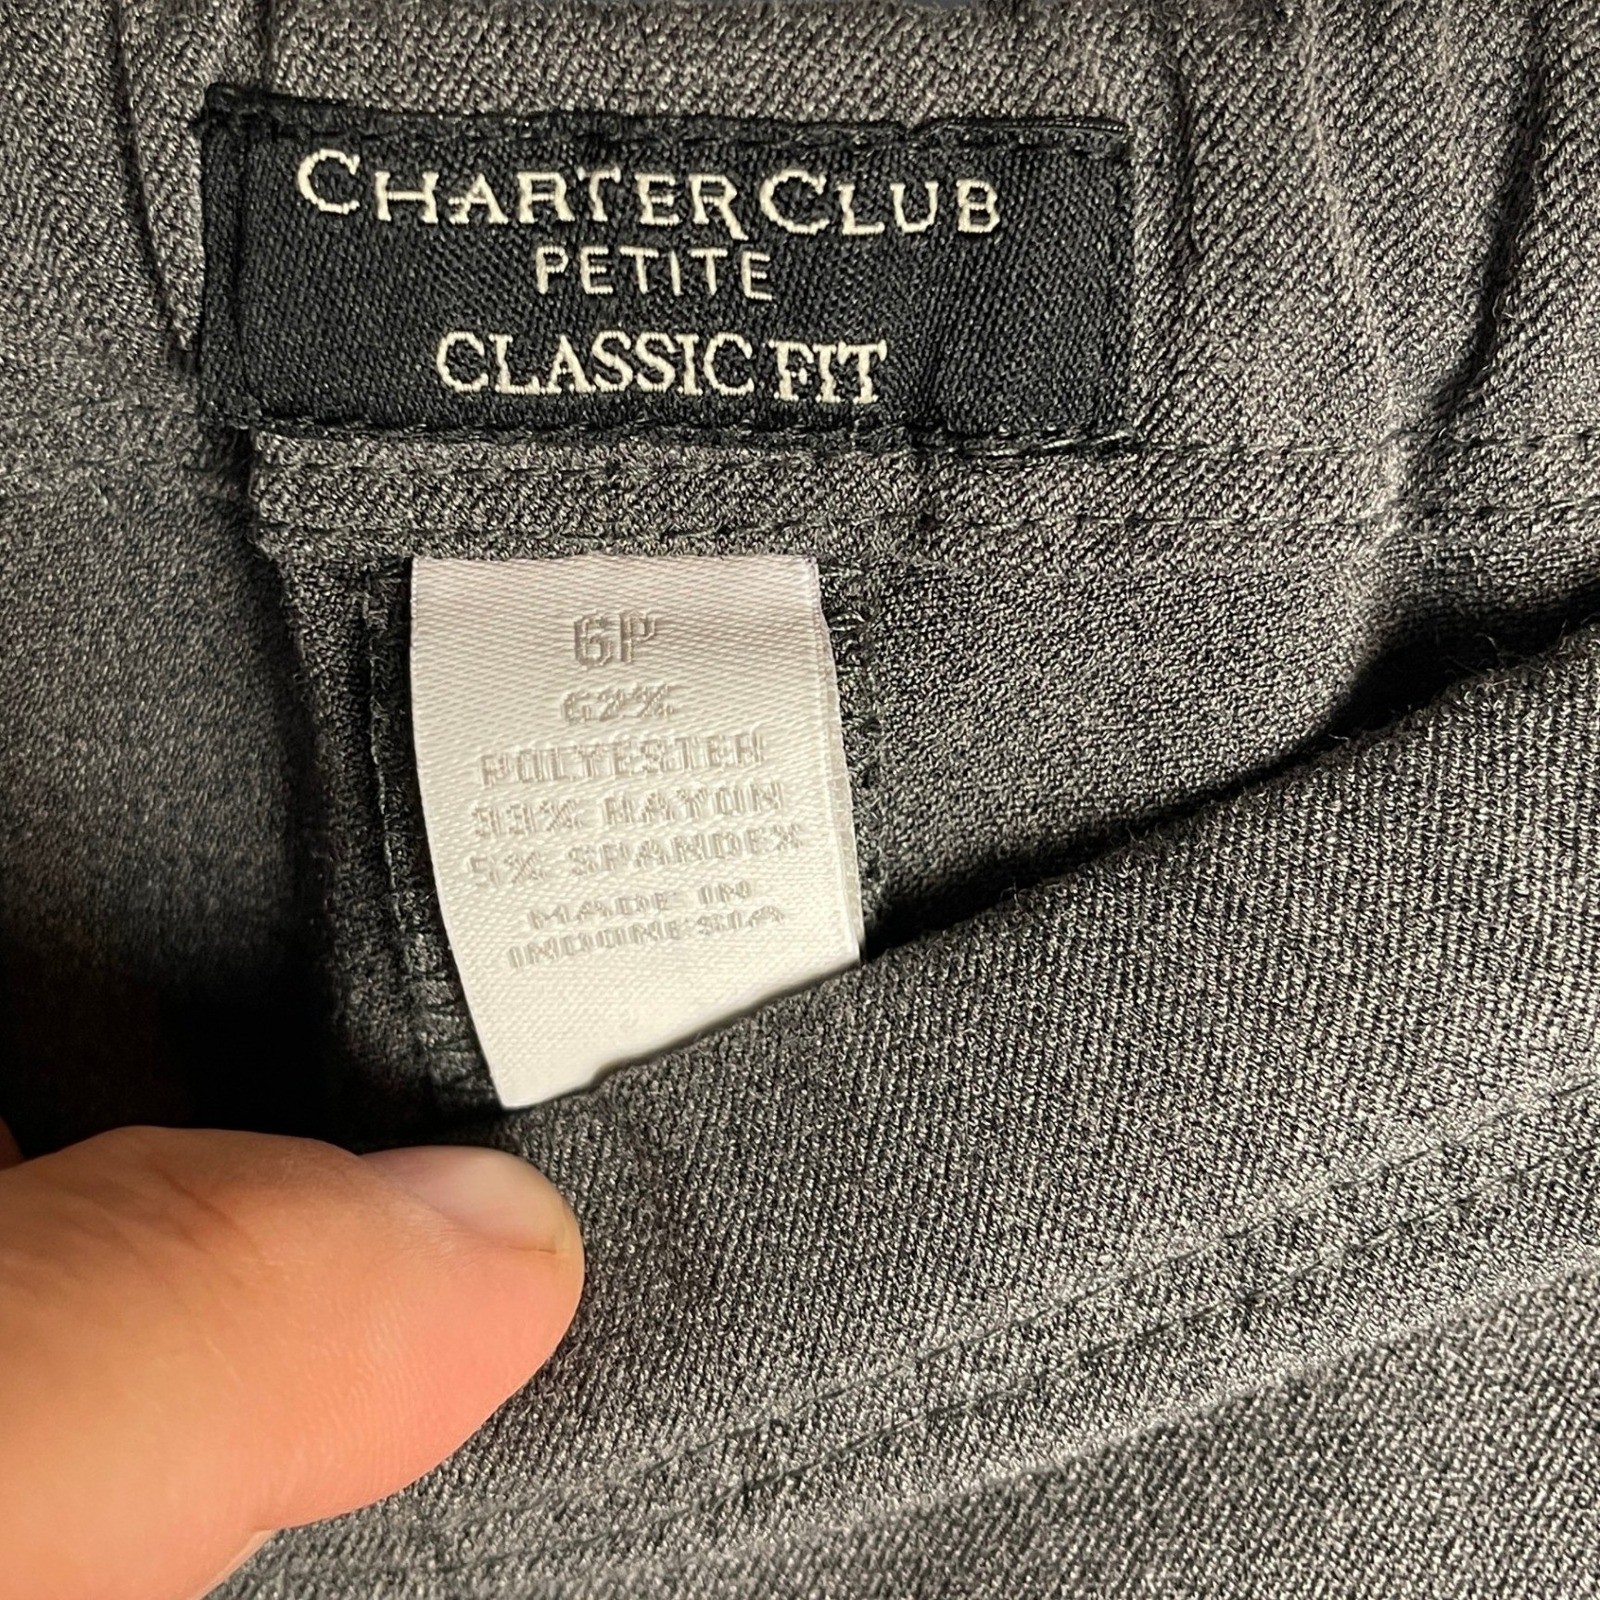 CHARTER CLUB
PETITE
CLASSIC FIT
6P
62%
POLYESTER
33% RAYON
5% SPANDEX
MADE IN
INDONESIA